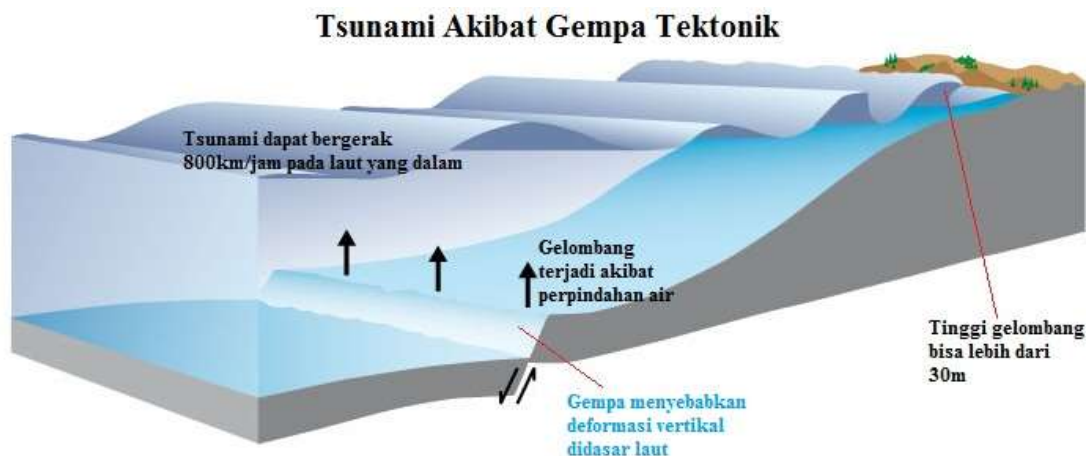 Tsunami Akibat Gempa Tektonik
Tsunami dapat bergerak
800km/jam pada laut yang dalam
Gelombang
terjadi akibat
perpindahan air
Tinggi gelombang
bisa lebih dari
30m
Gempa menyebabkan
deformasi vertikal
didasar laut